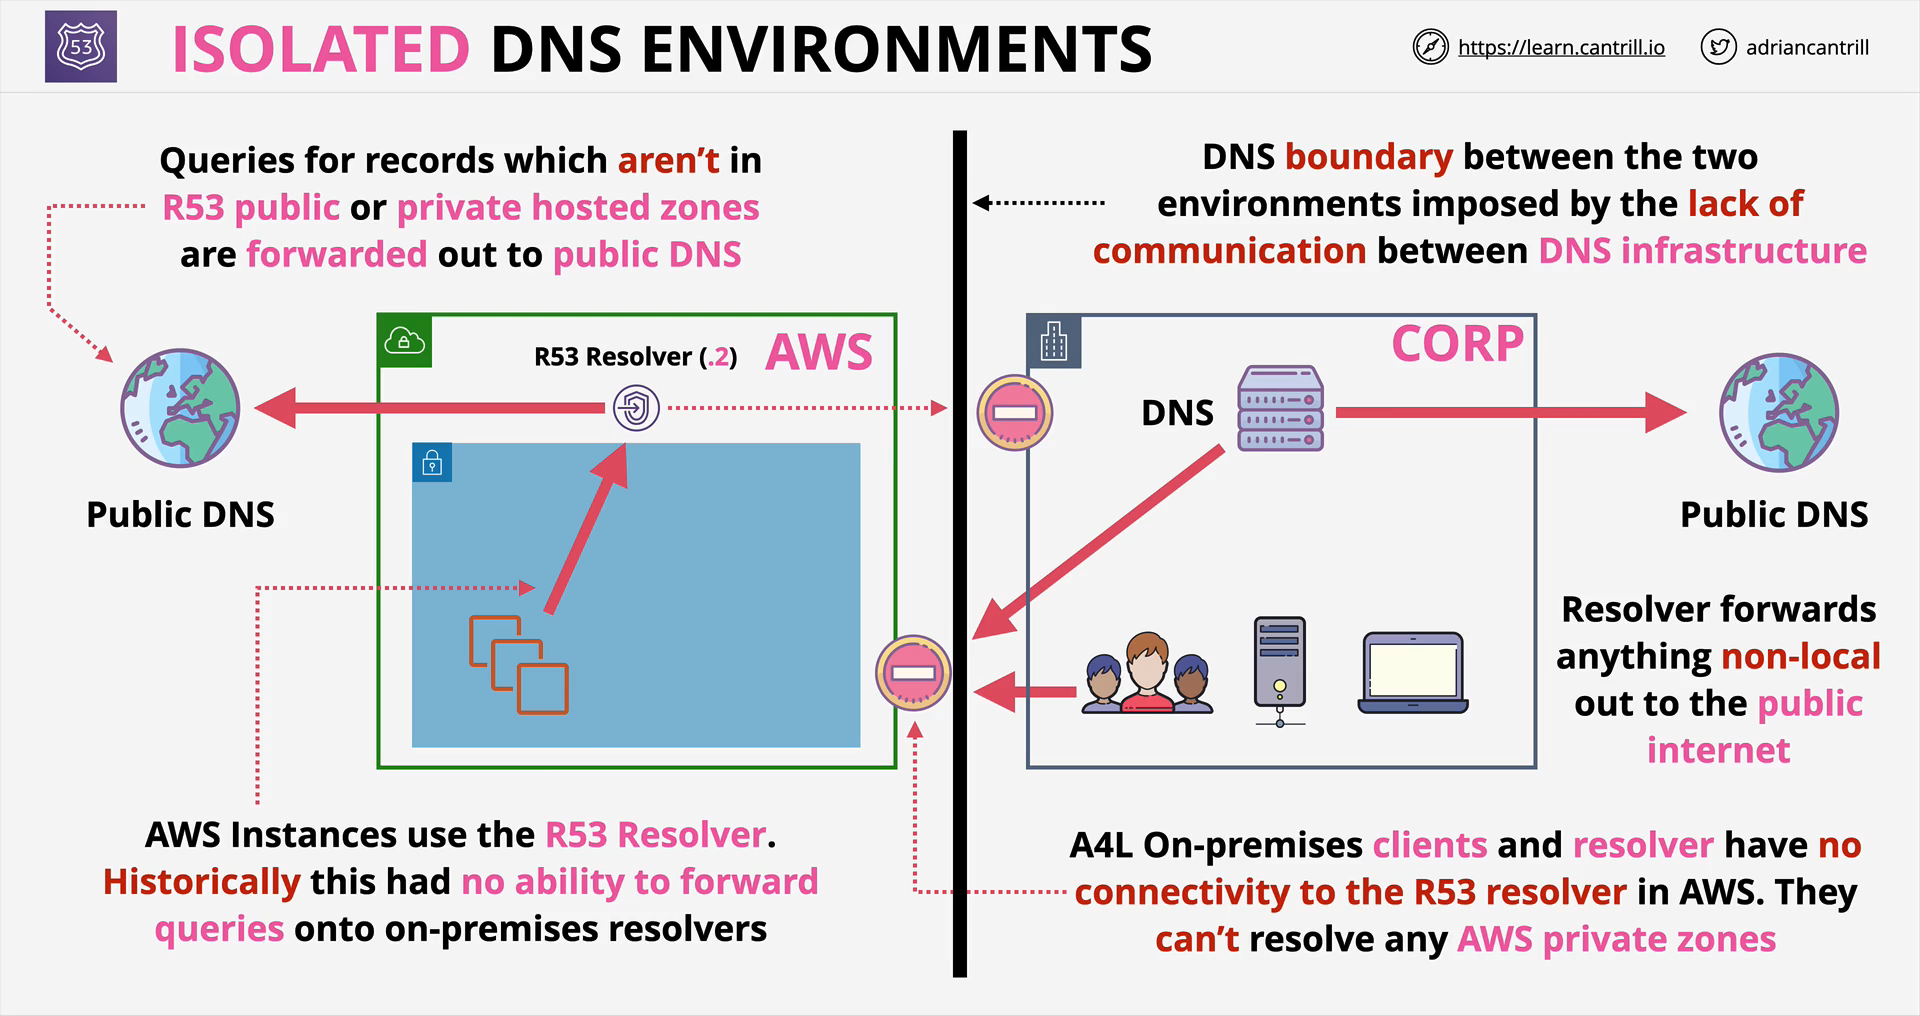 53
ISOLATED DNS ENVIRONMENTS
https://learn.cantrill.io
adriancantrill
Queries for records which aren't in
R53 public or private hosted zones
are forwarded out to public DNS
DNS boundary between the two
environments imposed by the lack of
communication between DNS infrastructure
R53 Resolver (.2)
AWS
CORP
DNS
Public DNS
Public DNS
Resolver forwards
anything non-local
out to the public
internet
AWS Instances use the R53 Resolver.
Historically this had no ability to forward
queries onto on-premises resolvers
A4L On-premises clients and resolver have no
connectivity to the R53 resolver in AWS. They
can't resolve any AWS private zones